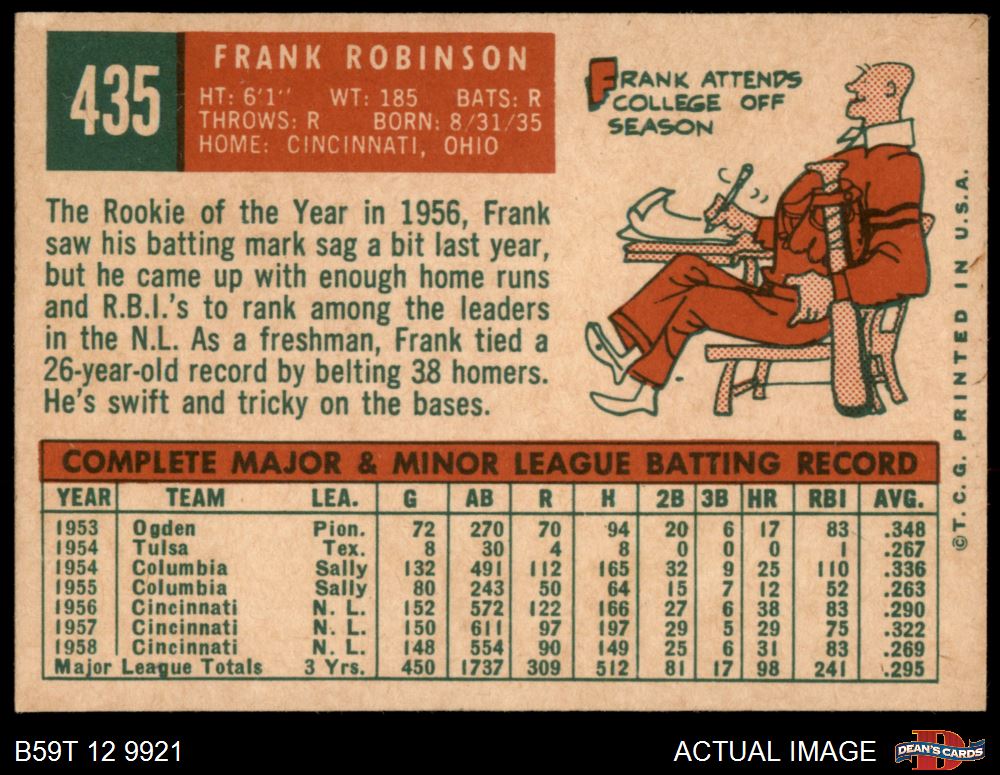 435
FRANK ROBINSON
HT: 6'1" WT: 185 BATS: R
THROWS: R BORN: 8/31/35
HOME: CINCINNATI, OHIO
FRANK ATTENDS
COLLEGE OFF
SEASON
The Rookie of the Year in 1956, Frank
saw his batting mark sag a bit last year,
but he came up with enough home runs
and R.B.I.'s to rank among the leaders
in the N.L. As a freshman, Frank tied a
26-year-old record by belting 38 homers.
He's swift and tricky on the bases.
©T. C. G. PRINTED IN U.S.A.
COMPLETE MAJOR & MINOR LEAGUE BATTING RECORD
YEAR TEAM LEA. G AB R H 2B 3B HR RBI AVG.
1953 Ogden Pion. 72 270 70 94 20 6 17 83 .348
1954 Tulsa Tex. 8 30 4 8 0 0 0 1 .267
1954 Columbia Sally 132 491 112 165 32 9 25 110 .336
1955 Columbia Sally 80 243 50 64 15 7 12 52 .263
1956 Cincinnati N. L. 152 572 122 166 27 6 38 83 .290
1957 Cincinnati N. L. 150 611 97 197 29 5 29 75 .322
1958 Cincinnati N. L. 148 554 90 149 25 6 31 83 .269
Major League Totals 3 Yrs. 450 1737 309 512 81 17 98 241 .295
B59T 12 9921
ACTUAL IMAGE
DEAN'S CARDS